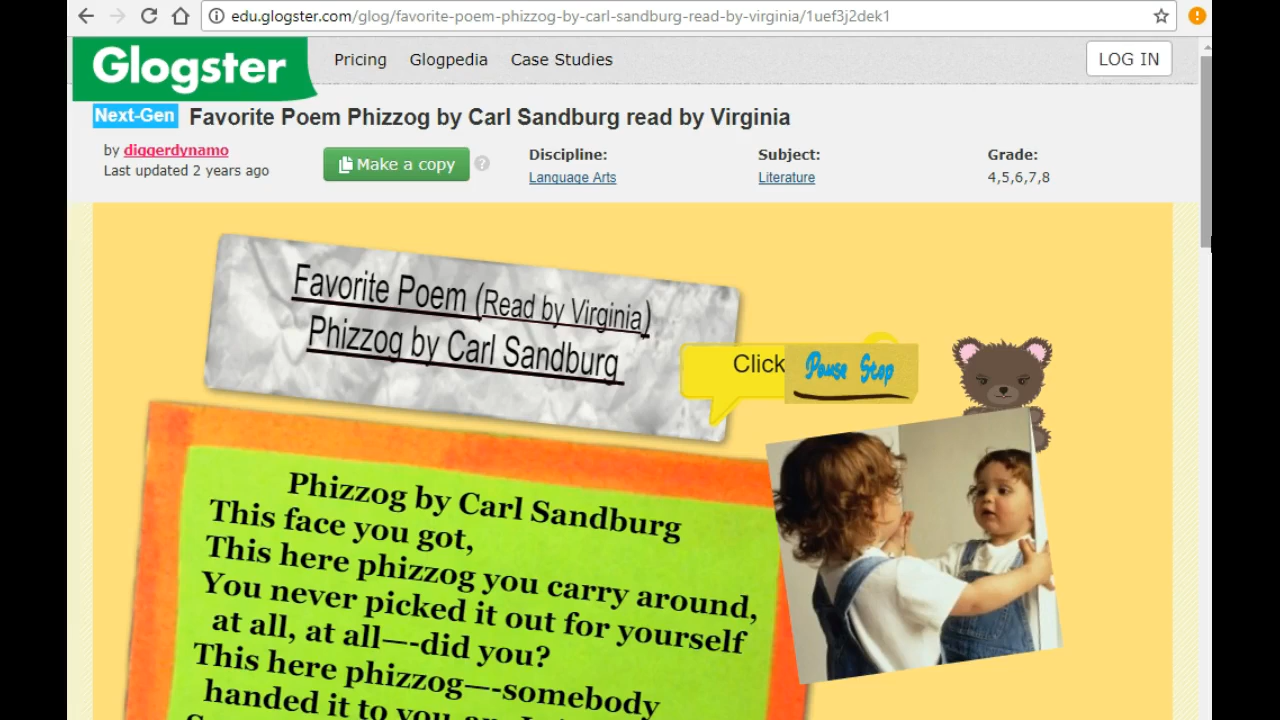 edu.glogster.com/glog/favorite-poem-phizzog-by-carl-sandburg-read-by-virginia/1uef3j2dek1
Glogster Pricing Glogpedia Case Studies LOG IN
Next-Gen Favorite Poem Phizzog by Carl Sandburg read by Virginia
by diggerdynamo
Last updated 2 years ago
Make a copy ?
Discipline:
Language Arts
Subject:
Literature
Grade:
4,5,6,7,8
Favorite Poem (Read by Virginia)
Phizzog by Carl Sandburg
Click
Pause Stop
Phizzog by Carl Sandburg
This face you got,
This here phizzog you carry around,
You never picked it out for yourself
at all, at all—-did you?
This here phizzog—-somebody
handed it to you